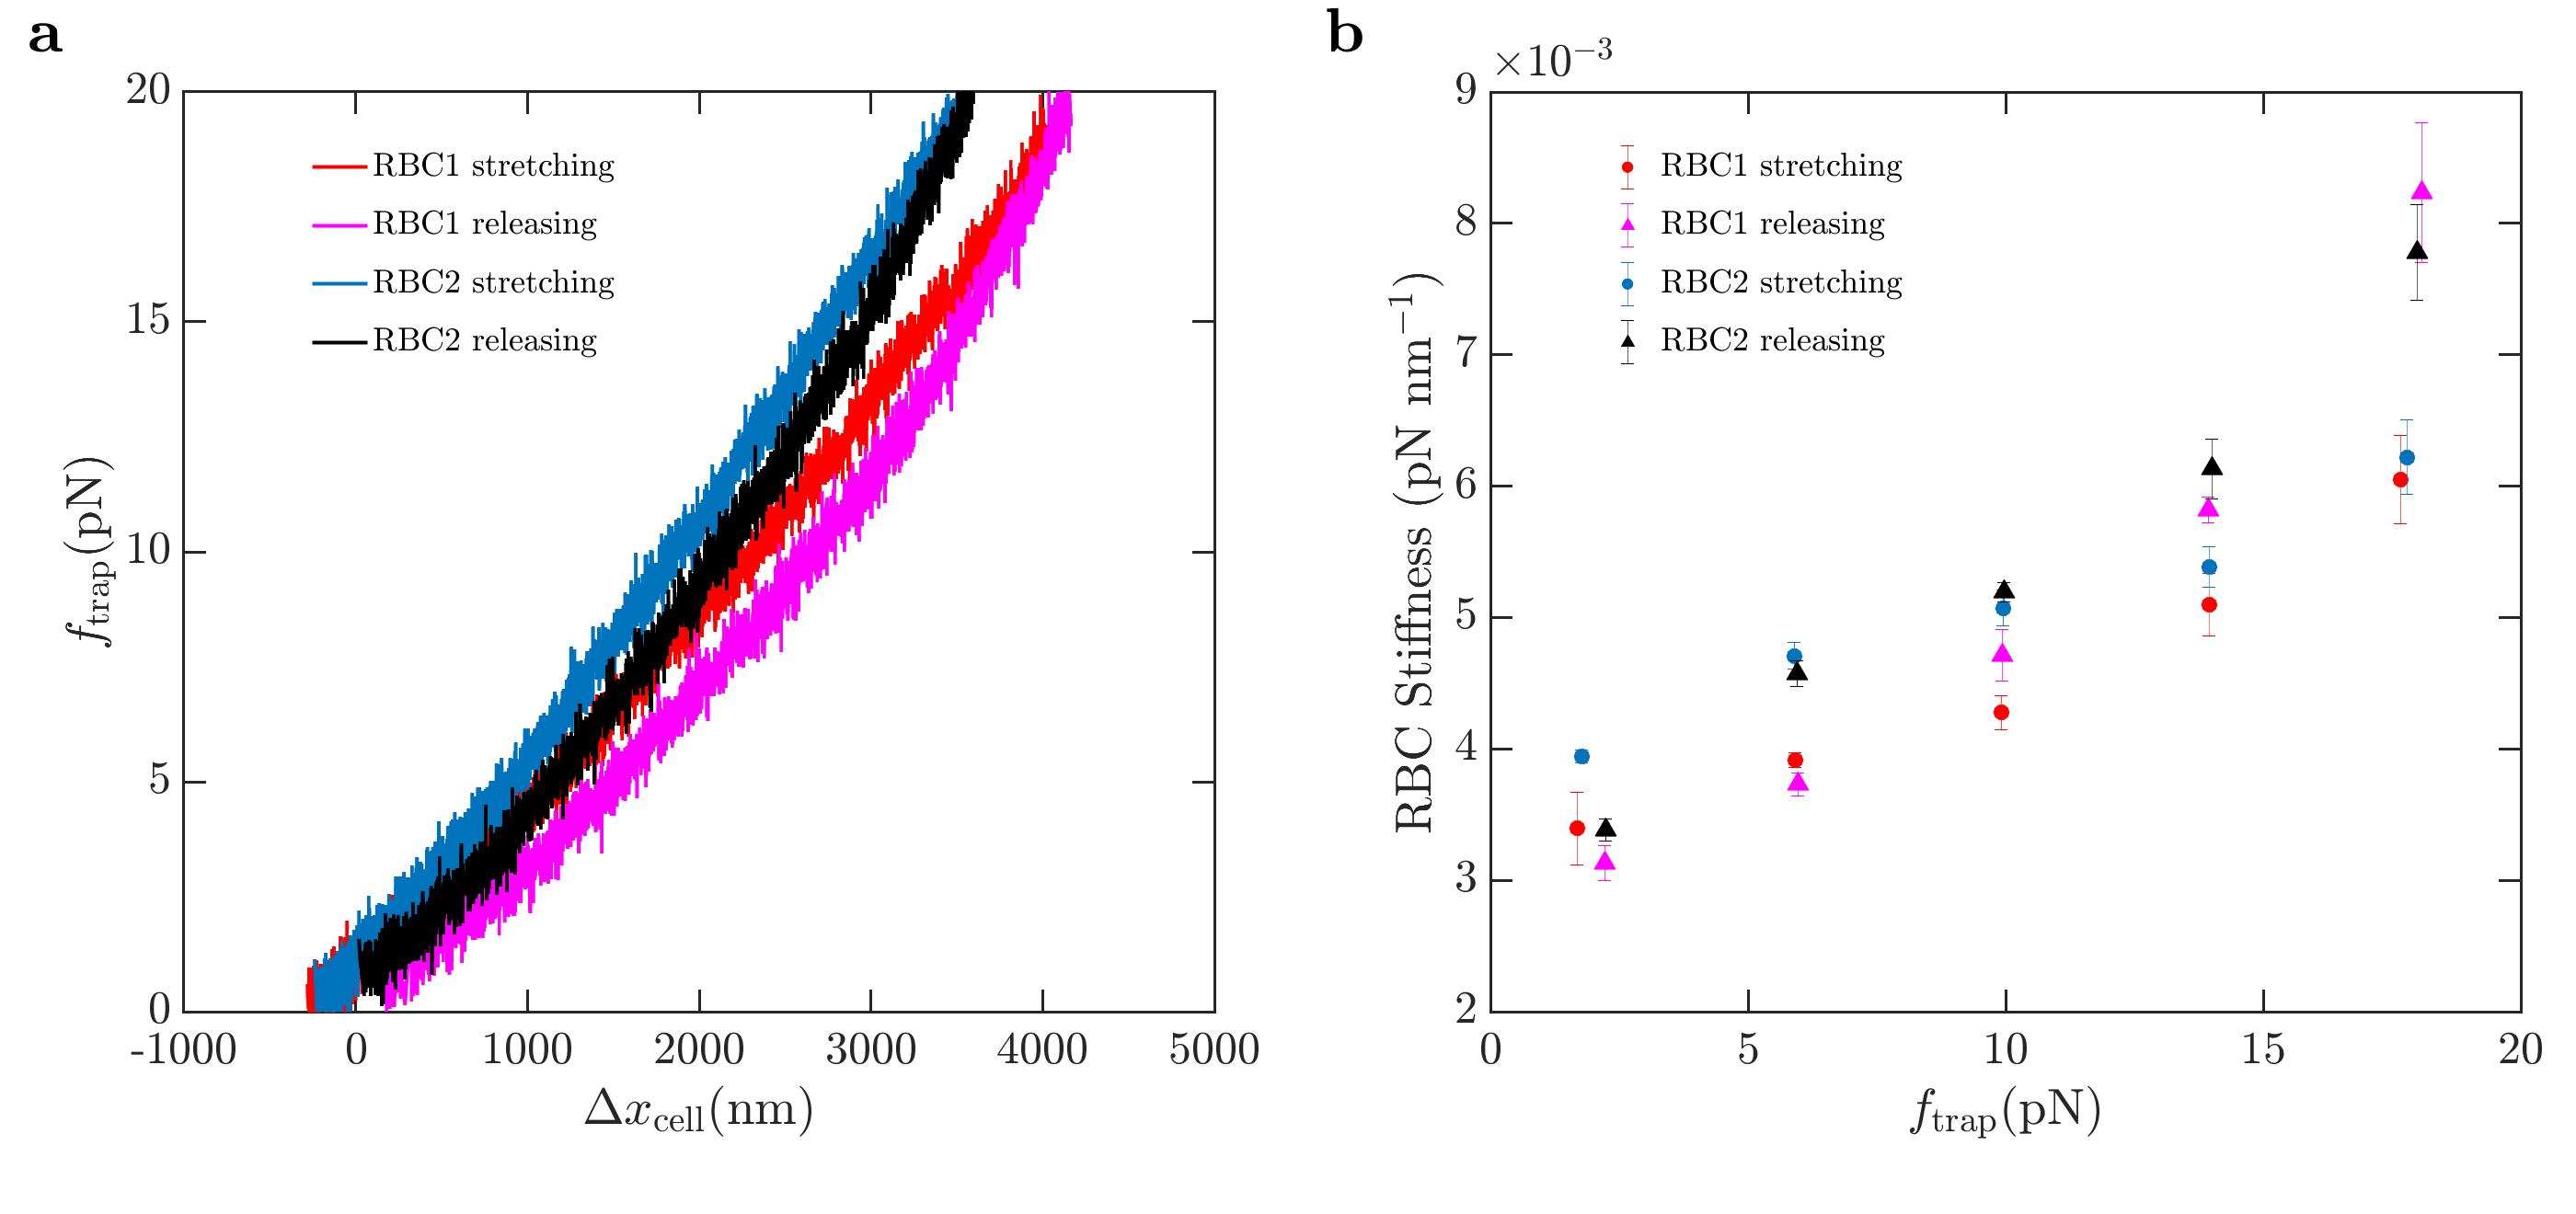 a
20
15
10
5
0
-1000 0 1000 2000 3000 4000 5000
f_trap(pN)
Δx_cell(nm)
RBC1 stretching
RBC1 releasing
RBC2 stretching
RBC2 releasing
b
×10⁻³
9
8
7
6
5
4
3
2
0 5 10 15 20
RBC Stiffness (pN nm⁻¹)
f_trap(pN)
RBC1 stretching
RBC1 releasing
RBC2 stretching
RBC2 releasing